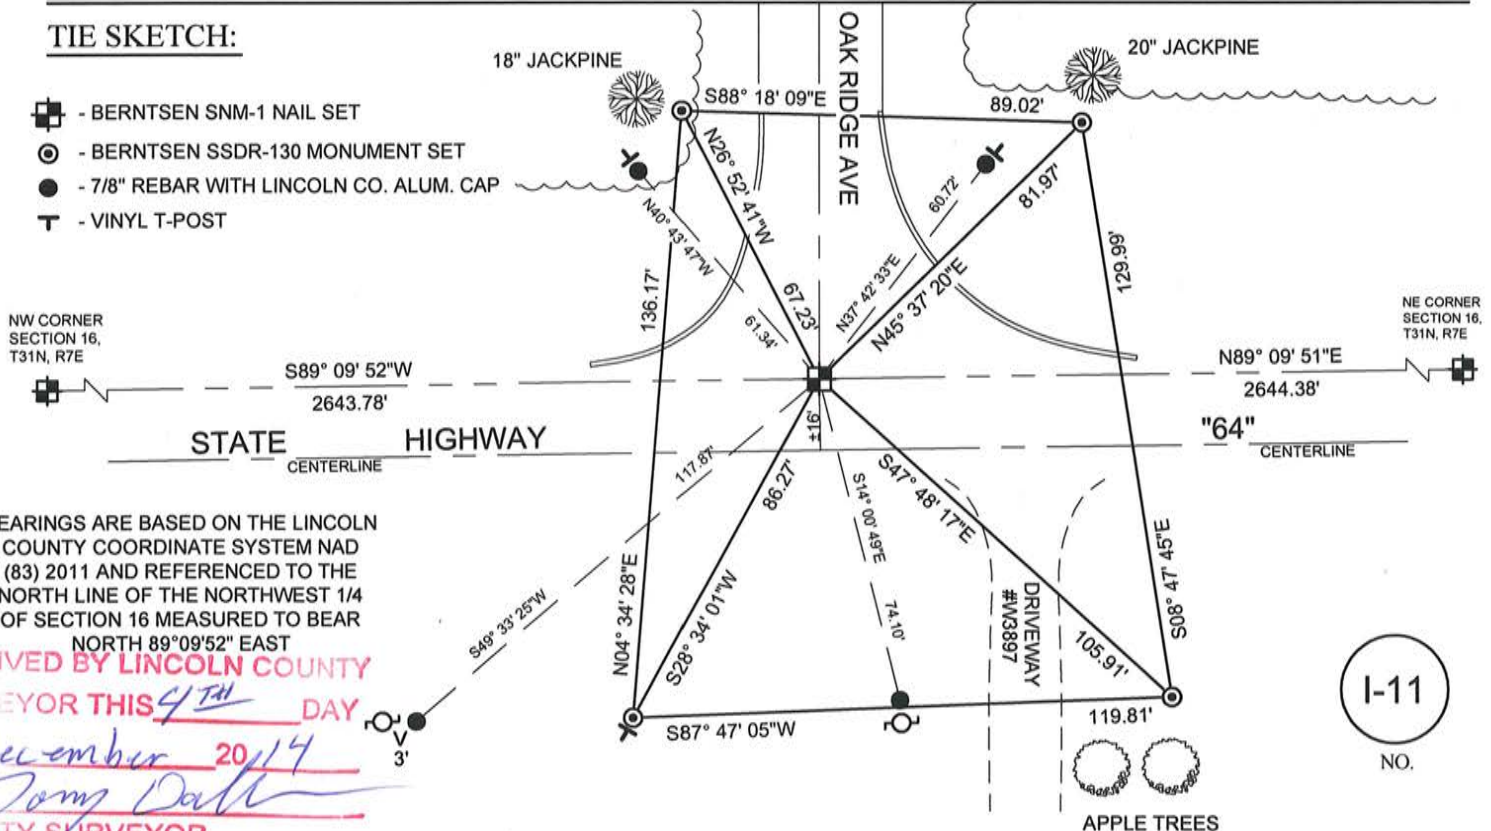 TIE SKETCH:
- BERNTSEN SNM-1 NAIL SET
- BERNTSEN SSDR-130 MONUMENT SET
- 7/8" REBAR WITH LINCOLN CO. ALUM. CAP
- VINYL T-POST
18" JACKPINE
20" JACKPINE
OAK RIDGE AVE
S88° 18' 09"E
89.02'
N26° 52' 41"W
67.23'
N40° 43' 47"W
61.34'
60.72'
N37° 42' 33"E
81.97'
N45° 37' 20"E
136.17'
129.99'
NW CORNER
SECTION 16,
T31N, R7E
S89° 09' 52"W
2643.78'
N89° 09' 51"E
2644.38'
NE CORNER
SECTION 16,
T31N, R7E
STATE HIGHWAY "64"
CENTERLINE
CENTERLINE
±16'
117.87'
S49° 33' 25"W
86.27'
S28° 34' 01"W
N04° 34' 28"E
S14° 00' 49"E
74.10'
S47° 48' 17"E
105.91'
S08° 47' 45"E
DRIVEWAY
#W3897
S87° 47' 05"W
119.81'
V
3'
APPLE TREES
EARINGS ARE BASED ON THE LINCOLN
COUNTY COORDINATE SYSTEM NAD
(83) 2011 AND REFERENCED TO THE
NORTH LINE OF THE NORTHWEST 1/4
OF SECTION 16 MEASURED TO BEAR
NORTH 89°09'52" EAST
IVED BY LINCOLN COUNTY
EYOR THIS 4TH DAY
ecember 2014
TY SURVEYOR
I-11
NO.